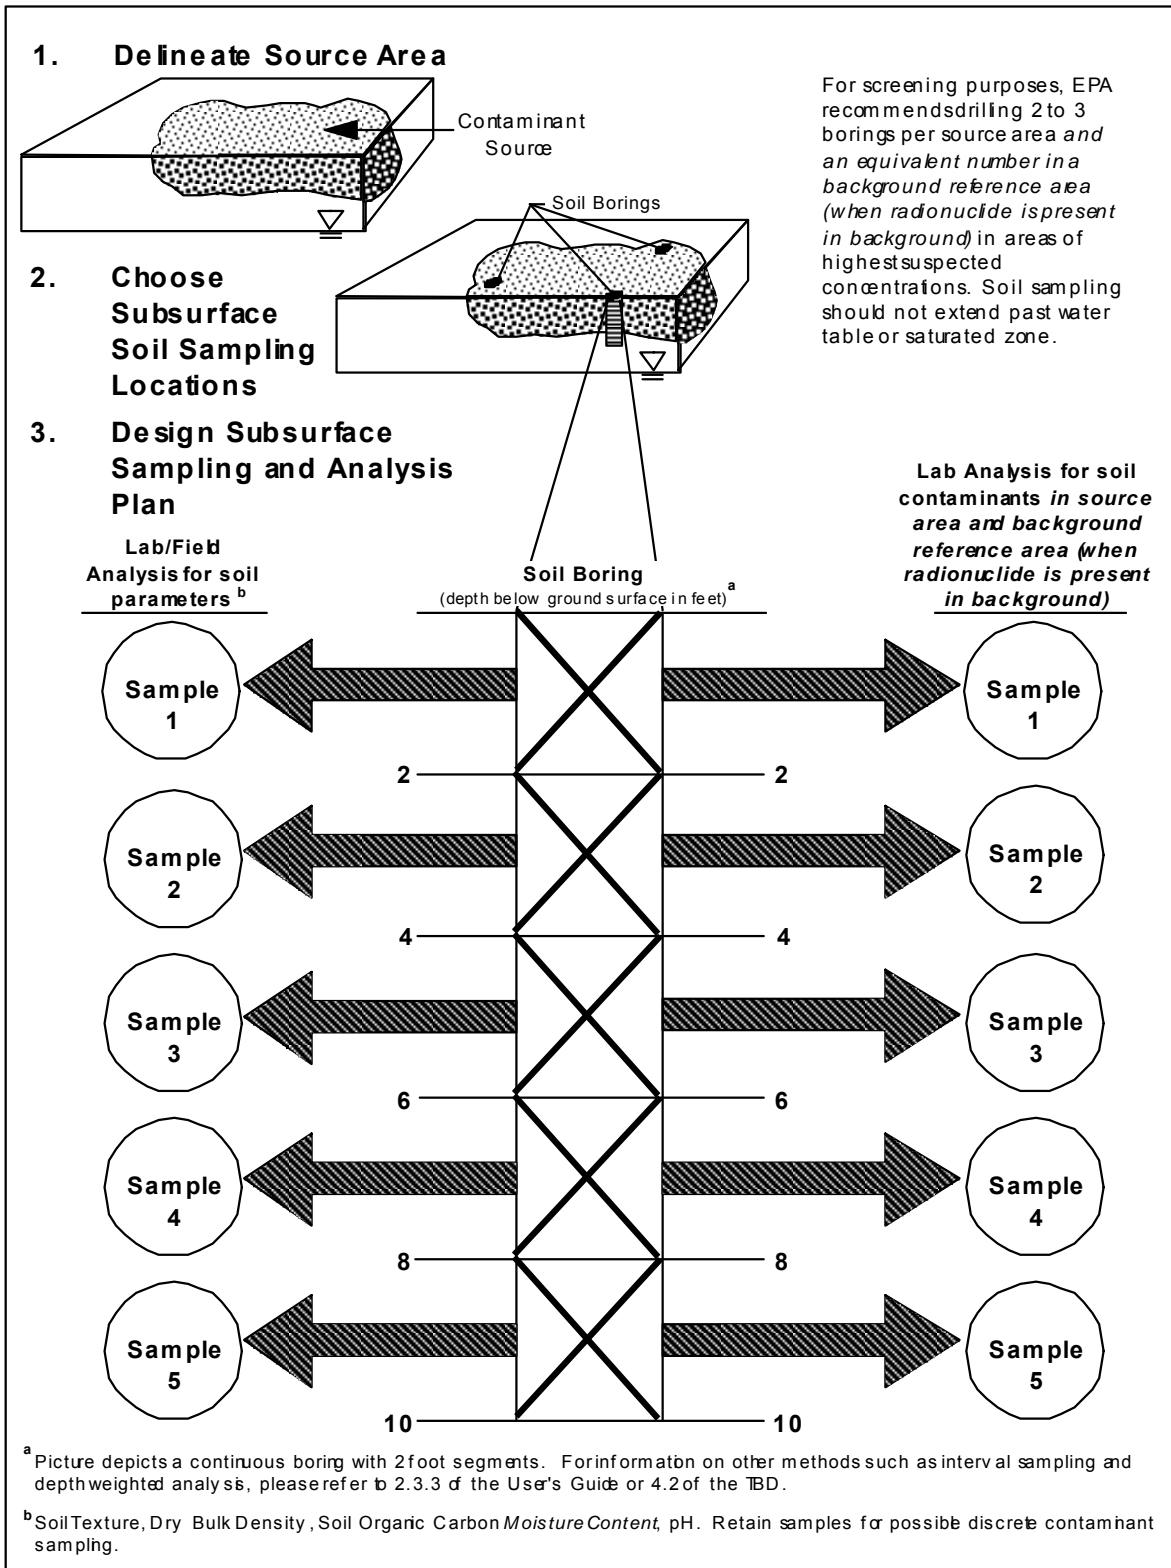 1. Delineate Source Area
Contaminant
Source
For screening purposes, EPA
recommendsdrilling 2 to 3
borings per source area and
an equivalent number in a
background reference area
(when radionuclide is present
in background) in areas of
highest suspected
concentrations. Soil sampling
should not extend past water
table or saturated zone.
Soil Borings
2. Choose
Subsurface
Soil Sampling
Locations
3. Design Subsurface
Sampling and Analysis
Plan
Lab/Field
Analysis for soil
parameters b
Soil Boring
(depth below ground surface in feet) a
Lab Analysis for soil
contaminants in source
area and background
reference area (when
radionuclide is present
in background)
Sample
1
Sample
1
2
2
Sample
2
Sample
2
4
4
Sample
3
Sample
3
6
6
Sample
4
Sample
4
8
8
Sample
5
Sample
5
10
10
a Picture depicts a continuous boring with 2 foot segments. For information on other methods such as interval sampling and
depth weighted analysis, please refer to 2.3.3 of the User's Guide or 4.2 of the TBD.
b Soil Texture, Dry Bulk Density, Soil Organic Carbon Moisture Content, pH. Retain samples for possible discrete contaminant
sampling.